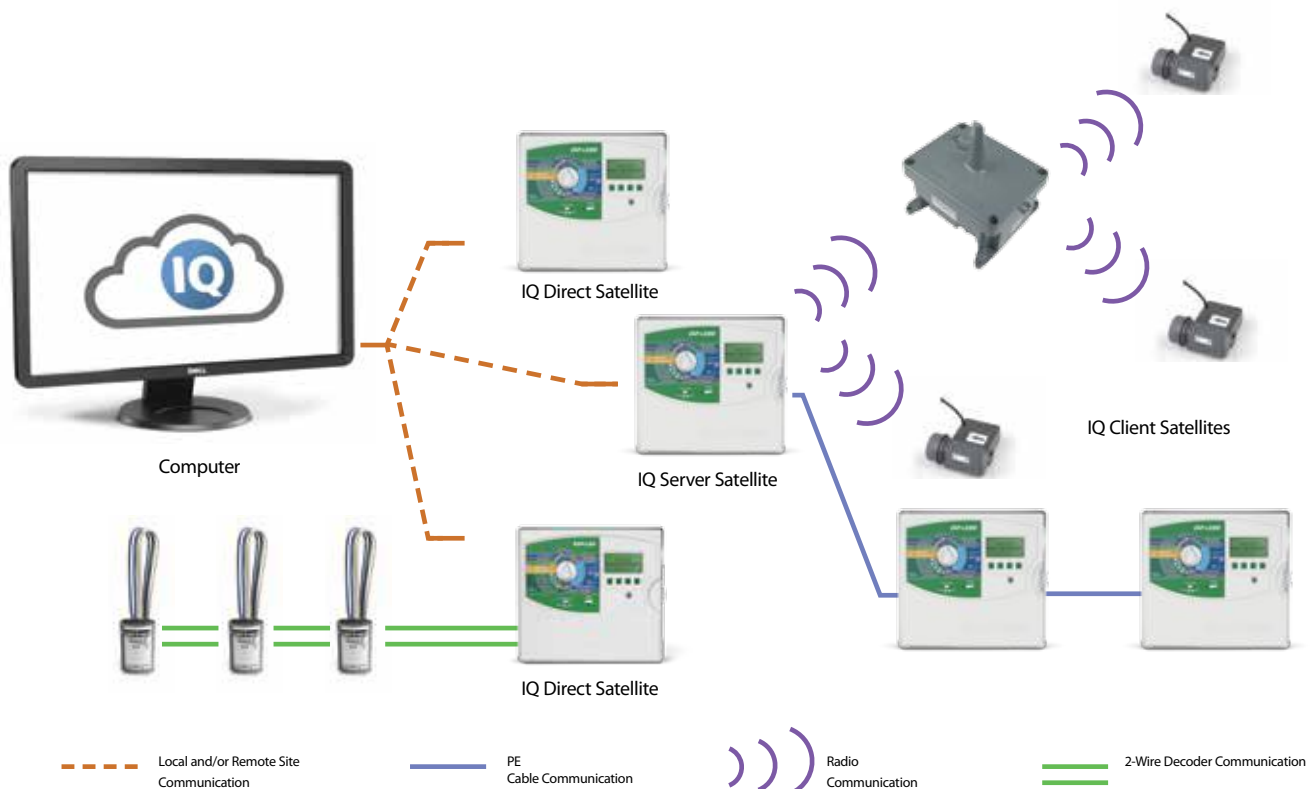 IQ
DELL
IQ Direct Satellite
IQ Client Satellites
Computer
IQ Server Satellite
IQ Direct Satellite
Local and/or Remote Site
Communication
PE
Cable Communication
Radio
Communication
2-Wire Decoder Communication